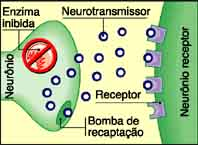 Enzima
inibida
Neurotransmissor
Neurônio
Receptor
Neurônio receptor
Bomba de
recaptação